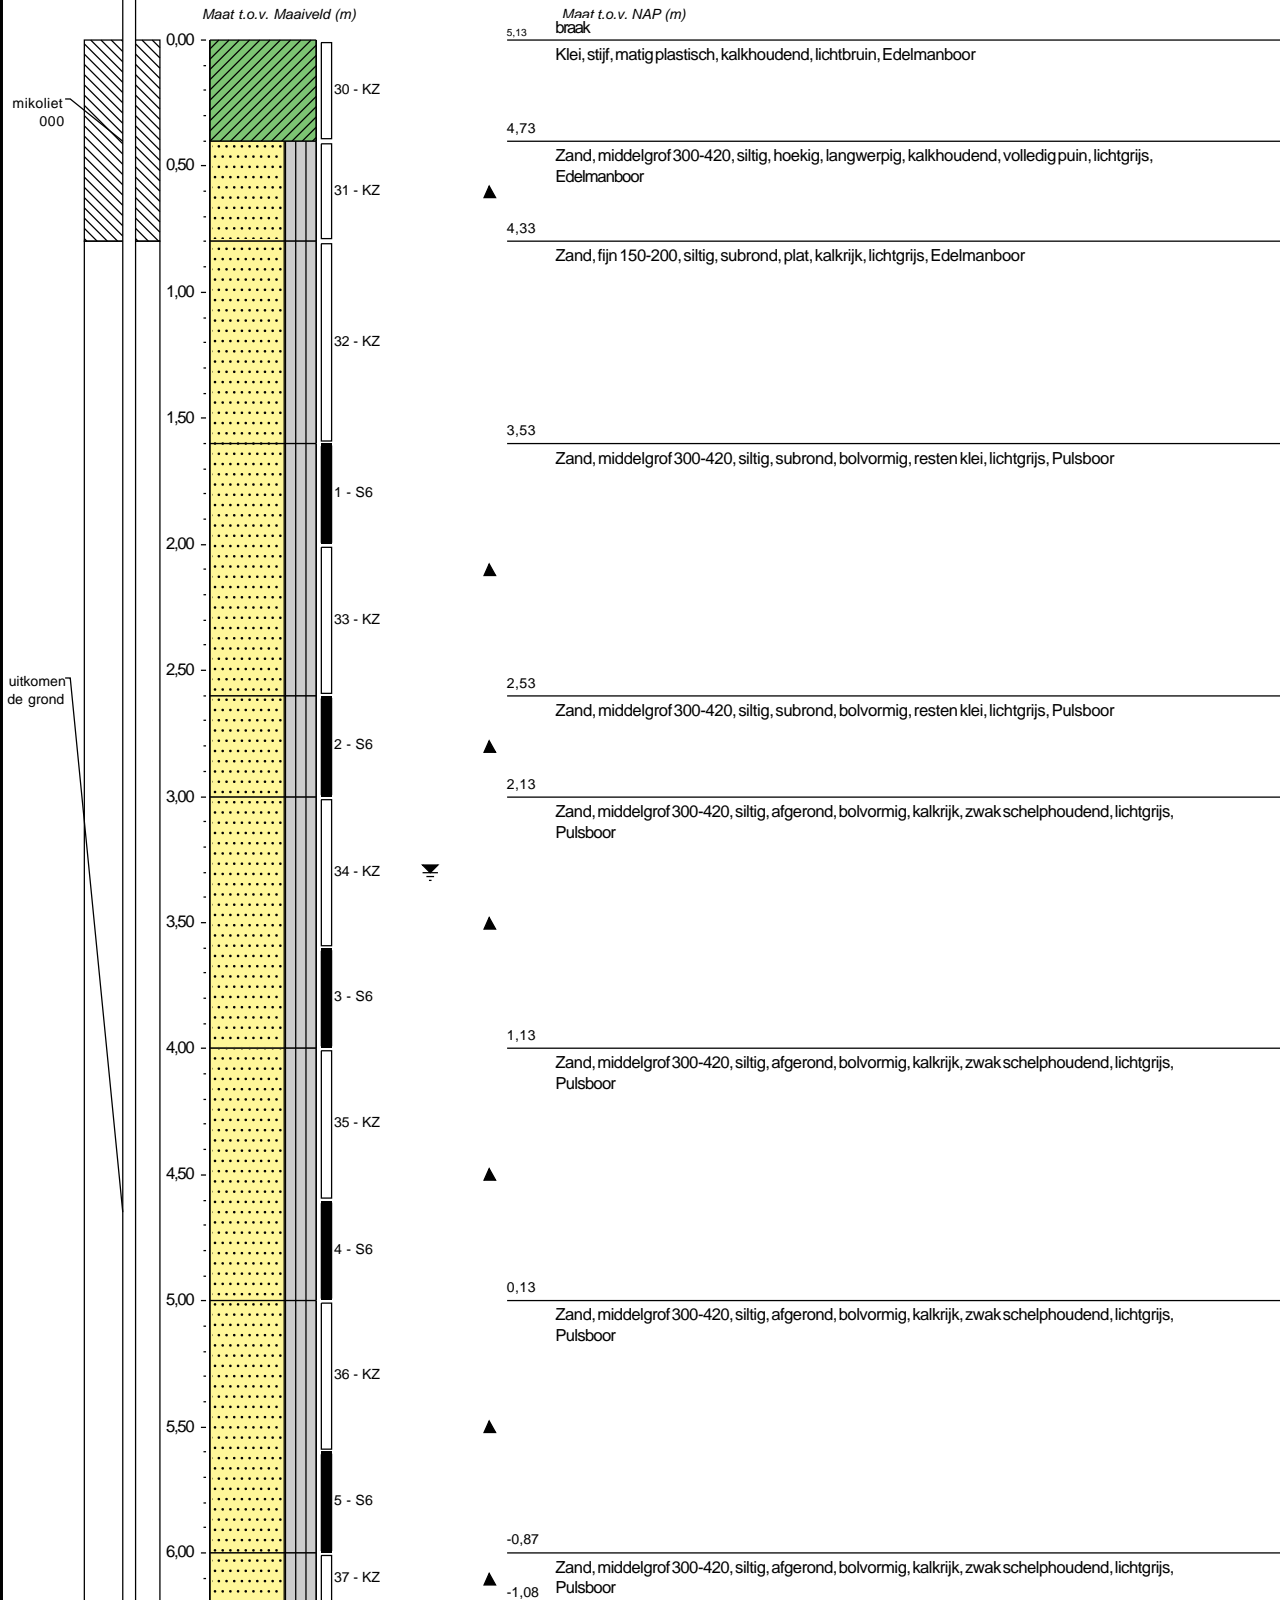 Maat t.o.v. Maaiveld (m)
Maat t.o.v. NAP (m)
braak
0,00
5,13
Klei, stijf, matig plastisch, kalkhoudend, lichtbruin, Edelmanboor
30 - KZ
mikoliet
000
4,73
Zand, middelgrof 300-420, siltig, hoekig, langwerpig, kalkhoudend, volledig puin, lichtgrijs,
Edelmanboor
0,50
31 - KZ
4,33
Zand, fijn 150-200, siltig, subrond, plat, kalkrijk, lichtgrijs, Edelmanboor
1,00
32 - KZ
1,50
3,53
Zand, middelgrof 300-420, siltig, subrond, bolvormig, resten klei, lichtgrijs, Pulsboor
1 - S6
2,00
33 - KZ
2,50
uitkomen
de grond
2,53
Zand, middelgrof 300-420, siltig, subrond, bolvormig, resten klei, lichtgrijs, Pulsboor
2 - S6
2,13
3,00
Zand, middelgrof 300-420, siltig, afgerond, bolvormig, kalkrijk, zwak schelphoudend, lichtgrijs,
Pulsboor
34 - KZ
3,50
3 - S6
1,13
4,00
Zand, middelgrof 300-420, siltig, afgerond, bolvormig, kalkrijk, zwak schelphoudend, lichtgrijs,
Pulsboor
35 - KZ
4,50
4 - S6
0,13
5,00
Zand, middelgrof 300-420, siltig, afgerond, bolvormig, kalkrijk, zwak schelphoudend, lichtgrijs,
Pulsboor
36 - KZ
5,50
5 - S6
-0,87
6,00
Zand, middelgrof 300-420, siltig, afgerond, bolvormig, kalkrijk, zwak schelphoudend, lichtgrijs,
Pulsboor
37 - KZ
-1,08